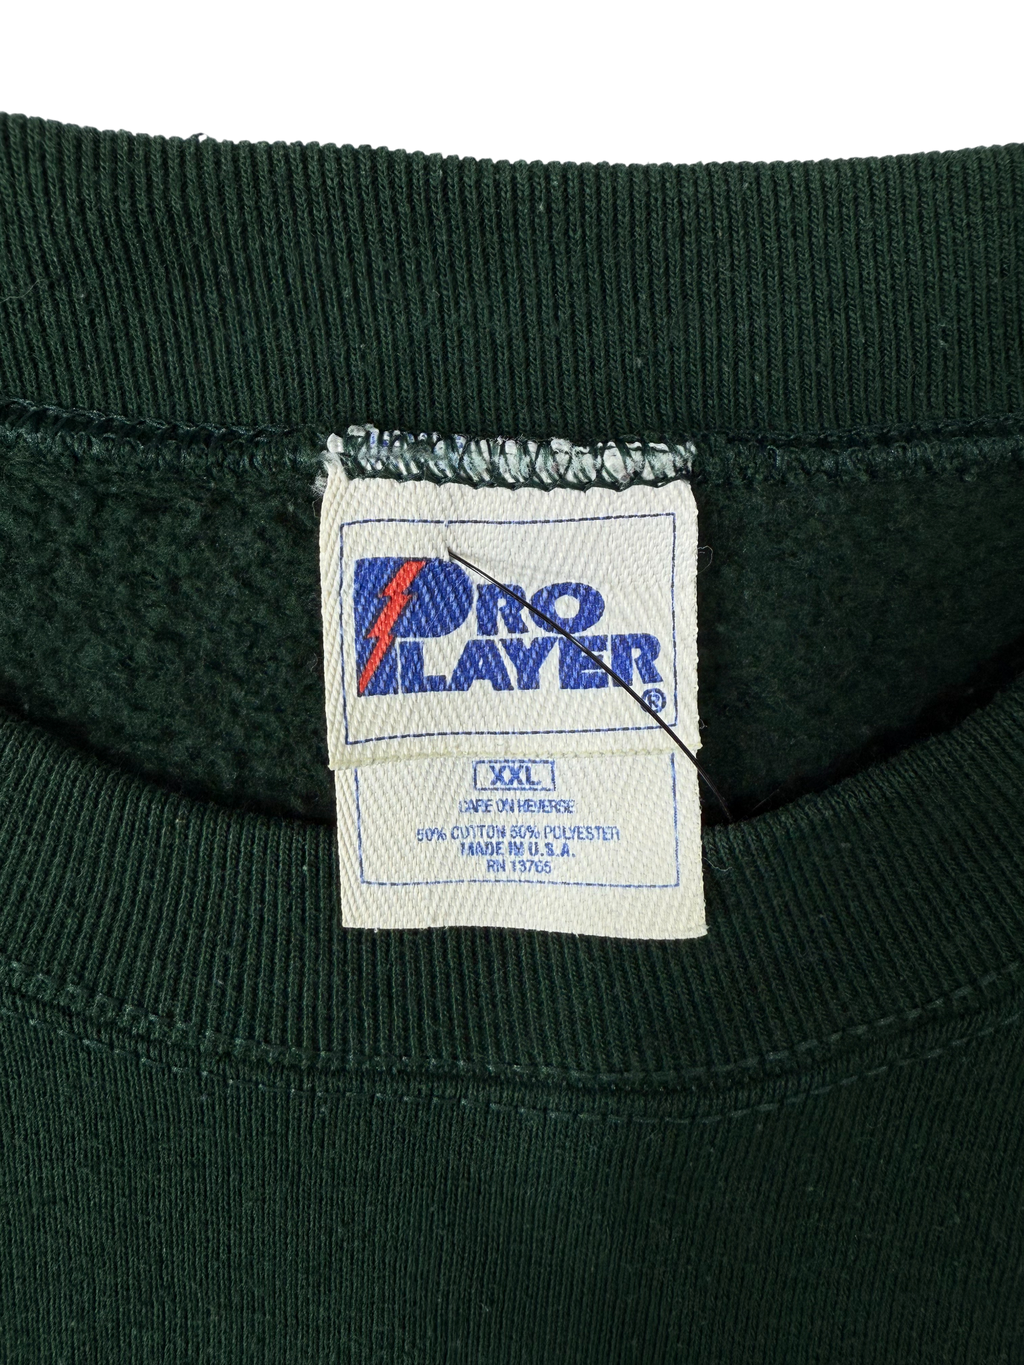 PRO
PLAYER®
XXL
CARE ON REVERSE
50% COTTON 50% POLYESTER
MADE IN U.S.A.
RN 13765